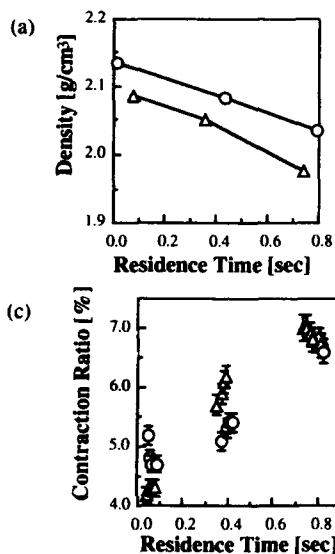 (a)
Density [g/cm³]
2.2
2.1
2.0
1.9
0.0 0.2 0.4 0.6 0.8
Residence Time [sec]
(c)
Contraction Ratio [%]
7.0
6.0
5.0
4.0
0.0 0.2 0.4 0.6 0.8
Residence Time [sec]